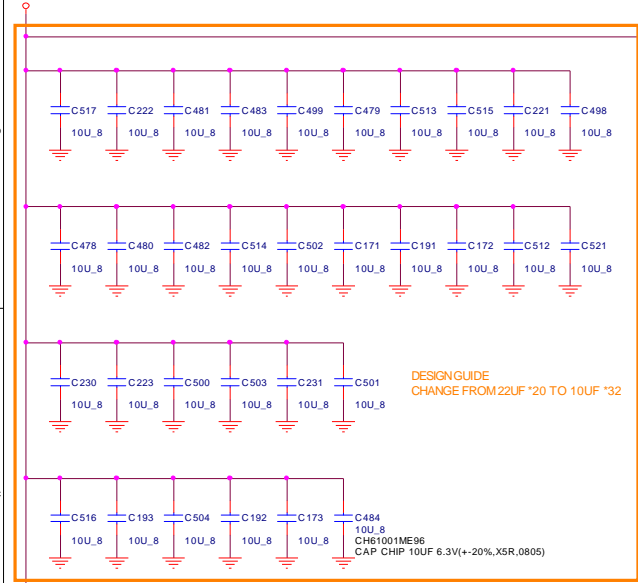 C517 C222 C481 C483 C499 C479 C513 C515 C221 C498
10U_8 10U_8 10U_8 10U_8 10U_8 10U_8 10U_8 10U_8 10U_8 10U_8
C478 C480 C482 C514 C502 C171 C191 C172 C512 C521
10U_8 10U_8 10U_8 10U_8 10U_8 10U_8 10U_8 10U_8 10U_8 10U_8
DESIGN GUIDE
CHANGE FROM 22UF *20 TO 10UF *32
C230 C223 C500 C503 C231 C501
10U_8 10U_8 10U_8 10U_8 10U_8 10U_8
C516 C193 C504 C192 C173 C484
10U_8 10U_8 10U_8 10U_8 10U_8 10U_8
CH61001ME96
CAP CHIP 10UF 6.3V(+-20%,X5R,0805)